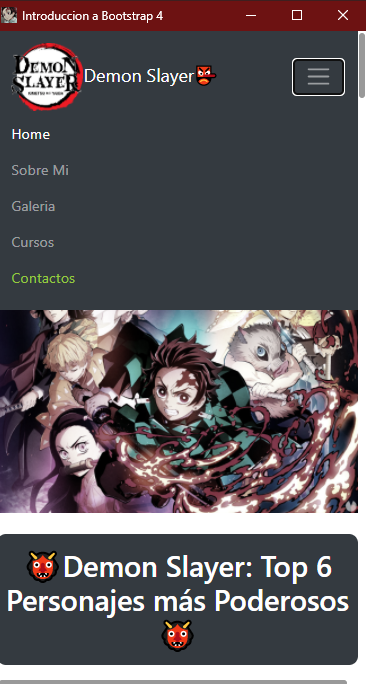 Introduccion a Bootstrap 4
DEMON
SLAYER
Demon Slayer👺
Home
Sobre Mi
Galeria
Cursos
Contactos
👹Demon Slayer: Top 6
Personajes más Poderosos
👹